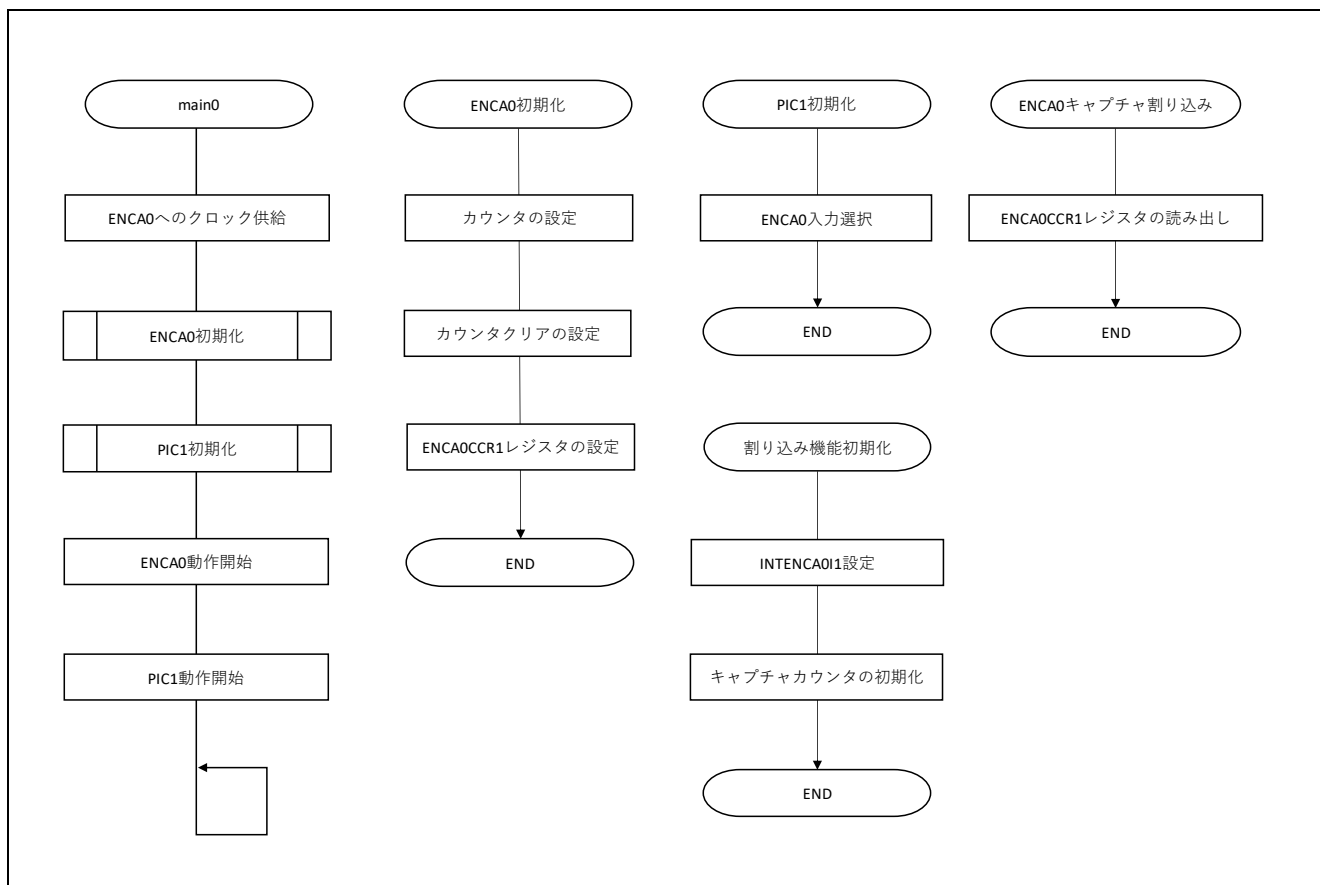 main0
ENCA0へのクロック供給
ENCA0初期化
PIC1初期化
ENCA0動作開始
PIC1動作開始
ENCA0初期化
カウンタの設定
カウンタクリアの設定
ENCA0CCR1レジスタの設定
END
PIC1初期化
ENCA0入力選択
END
割り込み機能初期化
INTENCA0I1設定
キャプチャカウンタの初期化
END
ENCA0キャプチャ割り込み
ENCA0CCR1レジスタの読み出し
END